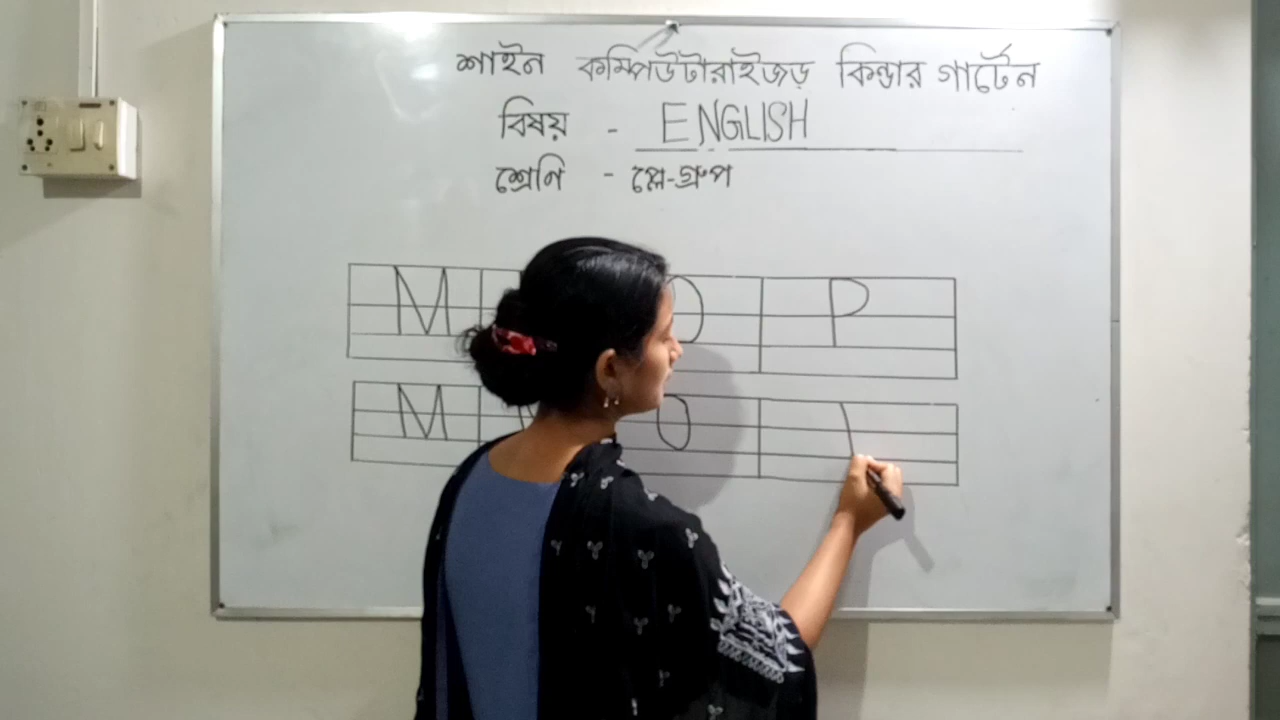 শাইন কম্পিউটারাইজড় কিন্ডার গার্টেন
বিষয় - ENGLISH
শ্রেণি - প্লে-গ্রুপ
M O P
M O